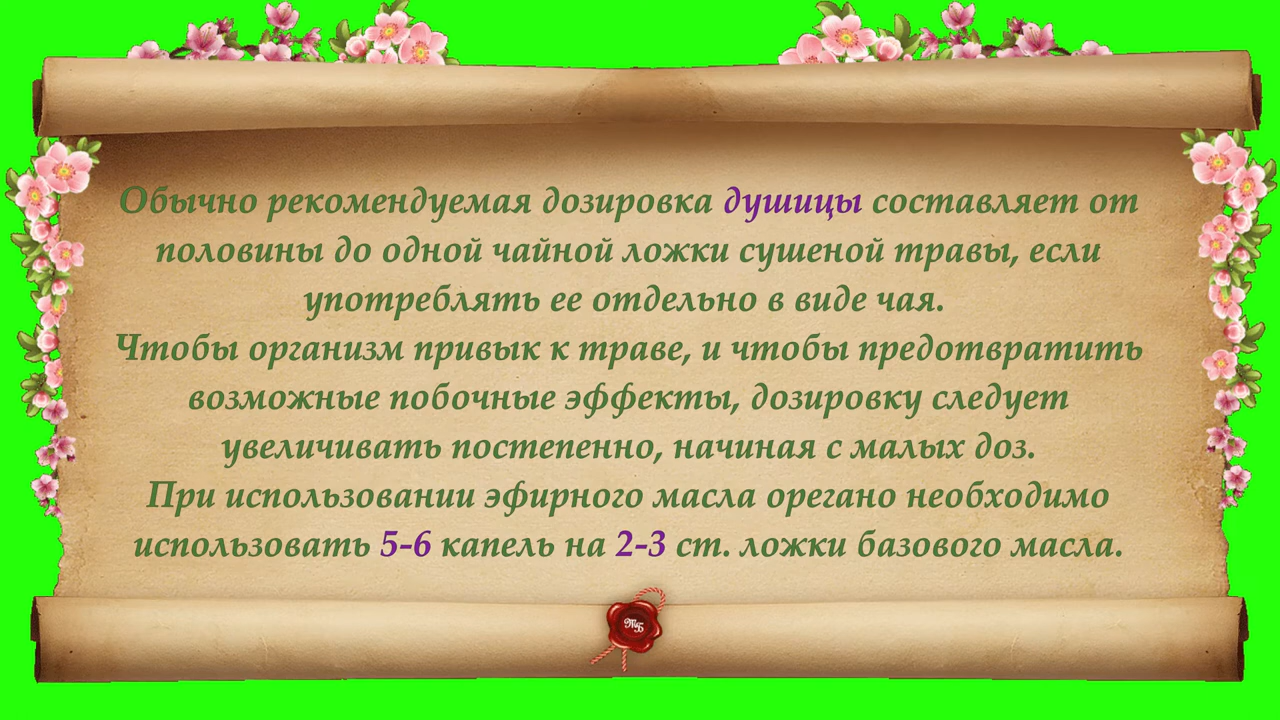 Обычно рекомендуемая дозировка душицы составляет от
половины до одной чайной ложки сушеной травы, если
употреблять ее отдельно в виде чая.
Чтобы организм привык к траве, и чтобы предотвратить
возможные побочные эффекты, дозировку следует
увеличивать постепенно, начиная с малых доз.
При использовании эфирного масла орегано необходимо
использовать 5-6 капель на 2-3 ст. ложки базового масла.
ТБ